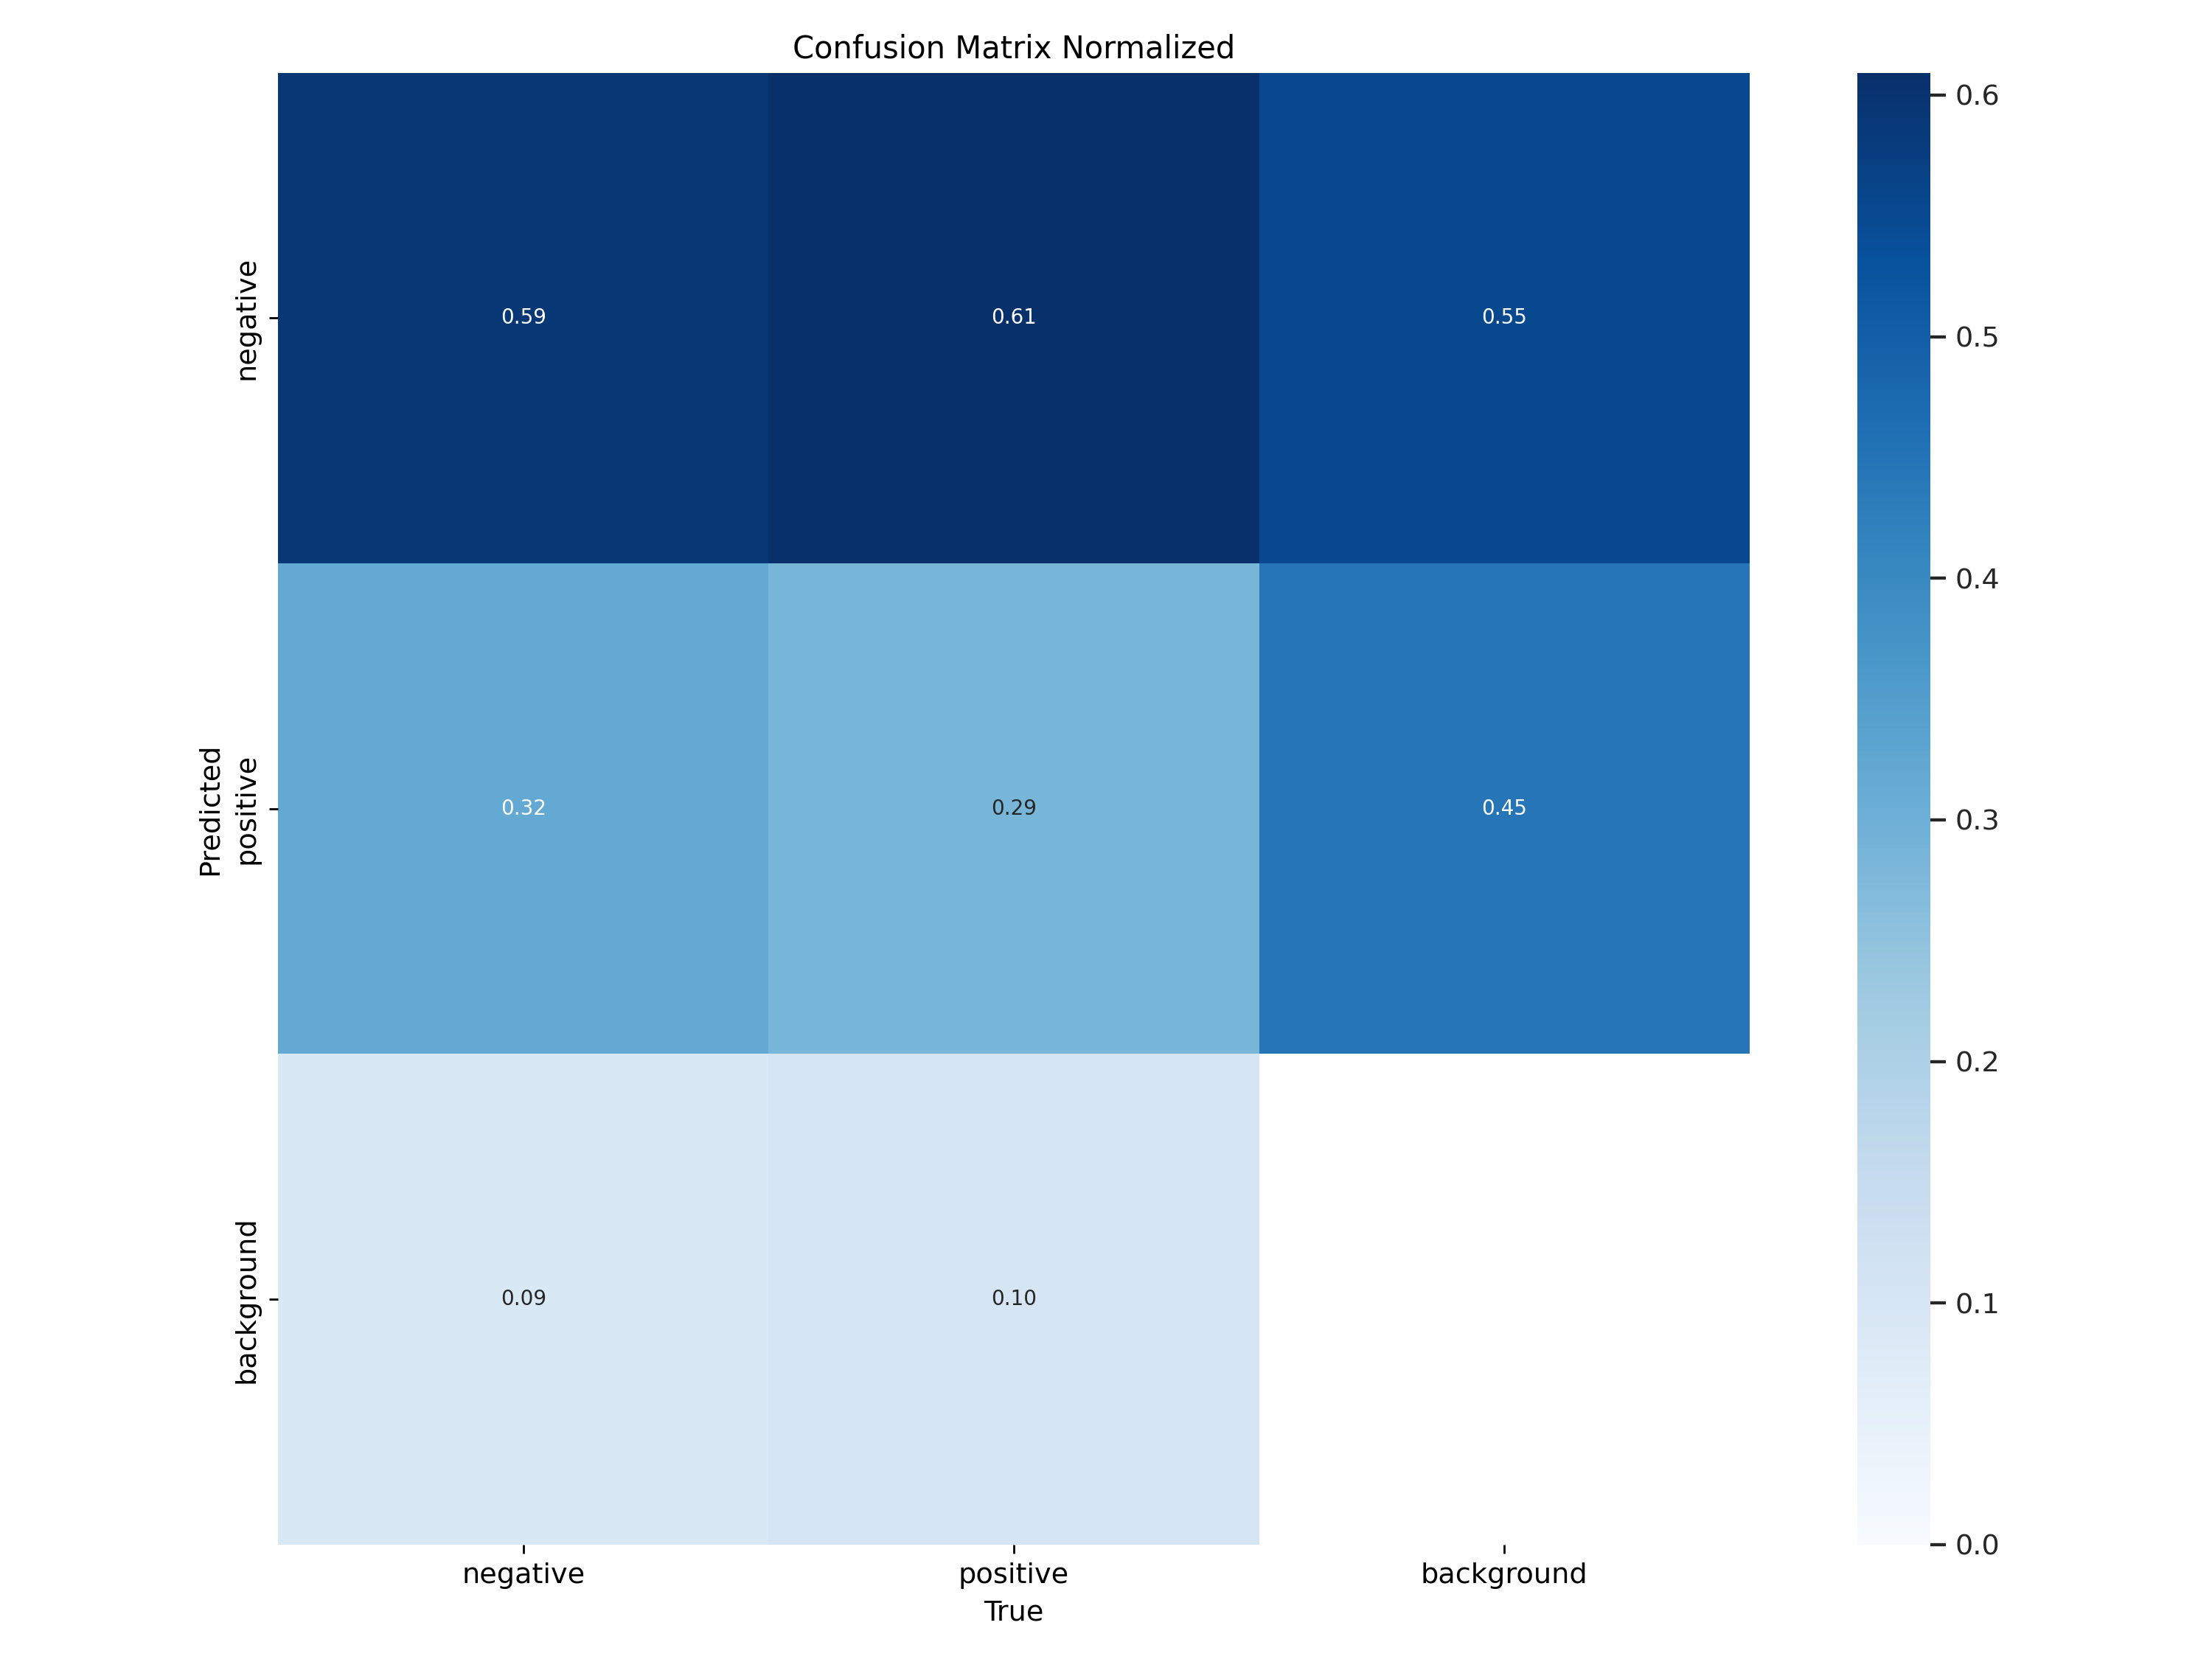 Confusion Matrix Normalized
0.6
0.5
0.4
0.3
0.2
0.1
0.0
Predicted
negative
0.59 0.61 0.55
positive
0.32 0.29 0.45
background
0.09 0.10
negative positive background
True